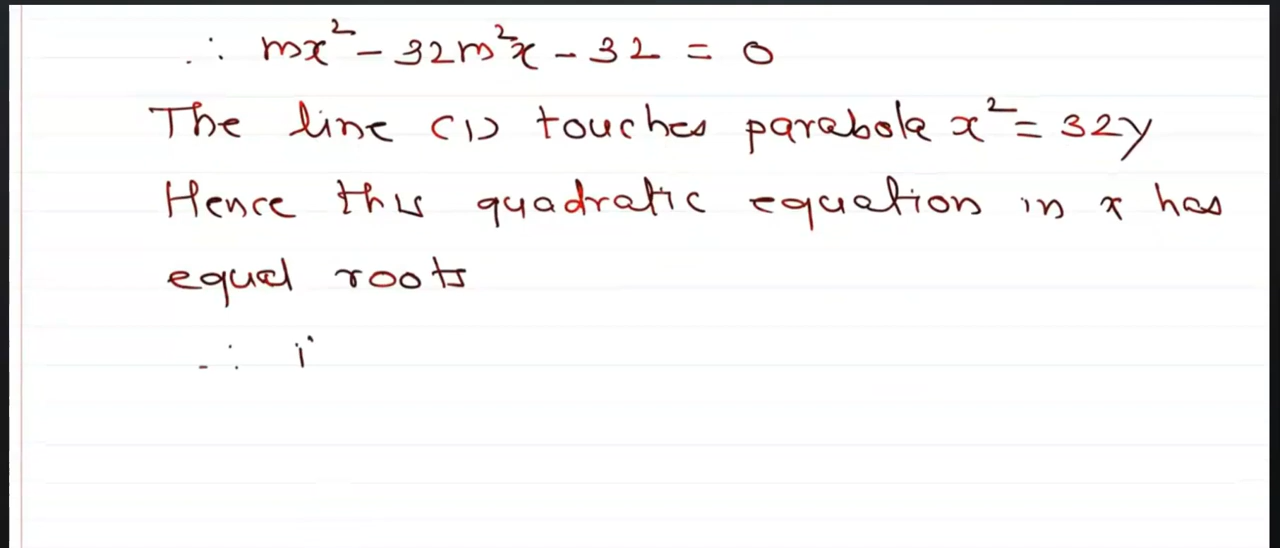 ∴ mx² - 32m²x - 32 = 0
The line (1) touches parabola x² = 32y
Hence this quadratic equation in x has
equal roots
∴ i